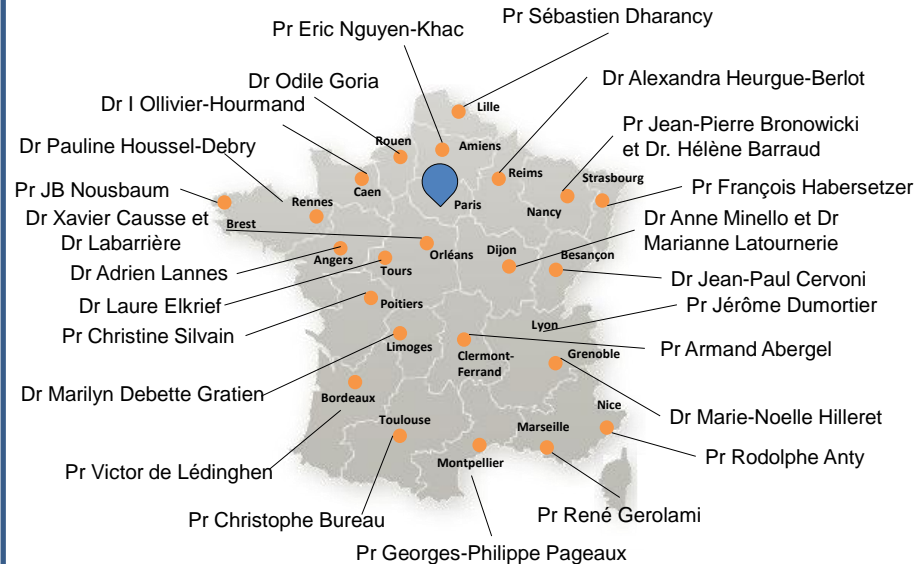 Pr Sébastien Dharancy
Pr Eric Nguyen-Khac
Dr Odile Goria
Dr Alexandra Heurgue-Berlot
Dr I Ollivier-Hourmand
Lille
Pr Jean-Pierre Bronowicki
et Dr. Hélène Barraud
Dr Pauline Houssel-Debry
Rouen
Amiens
Reims
Strasbourg
Pr JB Nousbaum
Caen
Pr François Habersetzer
Rennes
Paris
Nancy
Dr Xavier Causse et
Dr Labarrière
Brest
Dr Anne Minello et Dr
Marianne Latournerie
Orléans
Dijon
Besançon
Angers
Tours
Dr Adrien Lannes
Dr Jean-Paul Cervoni
Dr Laure Elkrief
Poitiers
Pr Jérôme Dumortier
Pr Christine Silvain
Lyon
Limoges
Clermont-
Ferrand
Grenoble
Pr Armand Abergel
Dr Marilyn Debette Gratien
Bordeaux
Nice
Dr Marie-Noelle Hilleret
Toulouse
Marseille
Pr Victor de Lédinghen
Montpellier
Pr Rodolphe Anty
Pr Christophe Bureau
Pr René Gerolami
Pr Georges-Philippe Pageaux